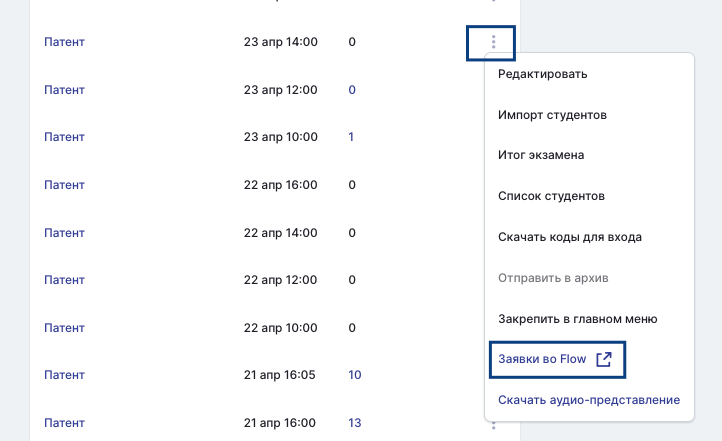 Патент 23 апр 14:00 0
Редактировать
Патент 23 апр 12:00 0
Импорт студентов
Патент 23 апр 10:00 1
Итог экзамена
Патент 22 апр 16:00 0
Список студентов
Патент 22 апр 14:00 0
Скачать коды для входа
Патент 22 апр 12:00 0
Отправить в архив
Патент 22 апр 10:00 0
Закрепить в главном меню
Заявки во Flow
Патент 21 апр 16:05 10
Скачать аудио-представление
Патент 21 апр 16:00 13